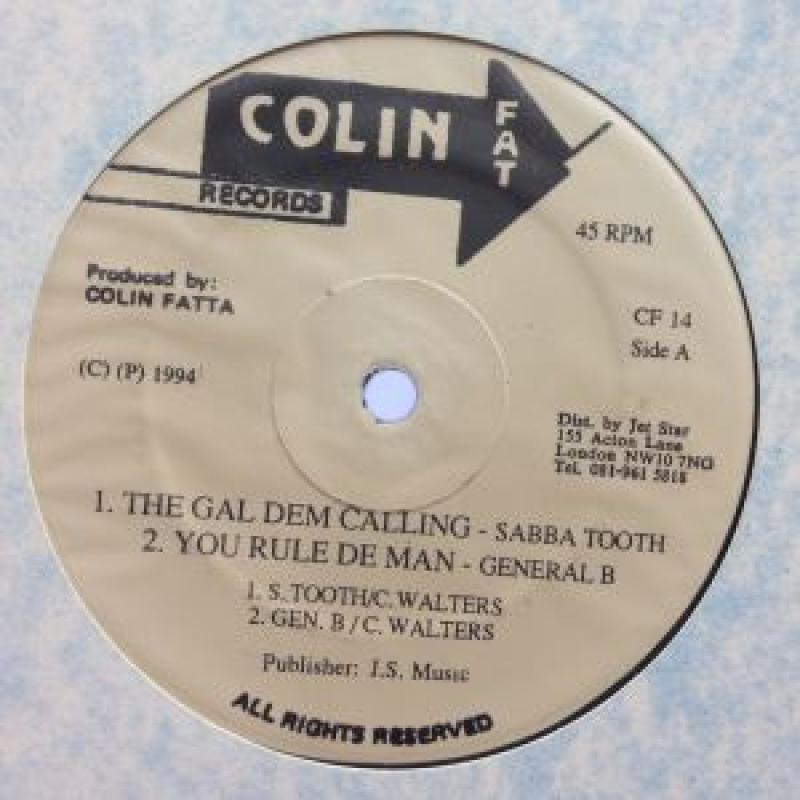 COLIN FAT
RECORDS
45 RPM
Produced by:
COLIN FATTA
CF 14
Side A
(C) (P) 1994
Dist. by Jet Star
155 Acton Lane
London NW10 7NG
Tel. 081-961 5818
1. THE GAL DEM CALLING - SABBA TOOTH
2. YOU RULE DE MAN - GENERAL B
1. S. TOOTH/C. WALTERS
2. GEN. B / C. WALTERS
Publisher: J.S. Music
ALL RIGHTS RESERVED